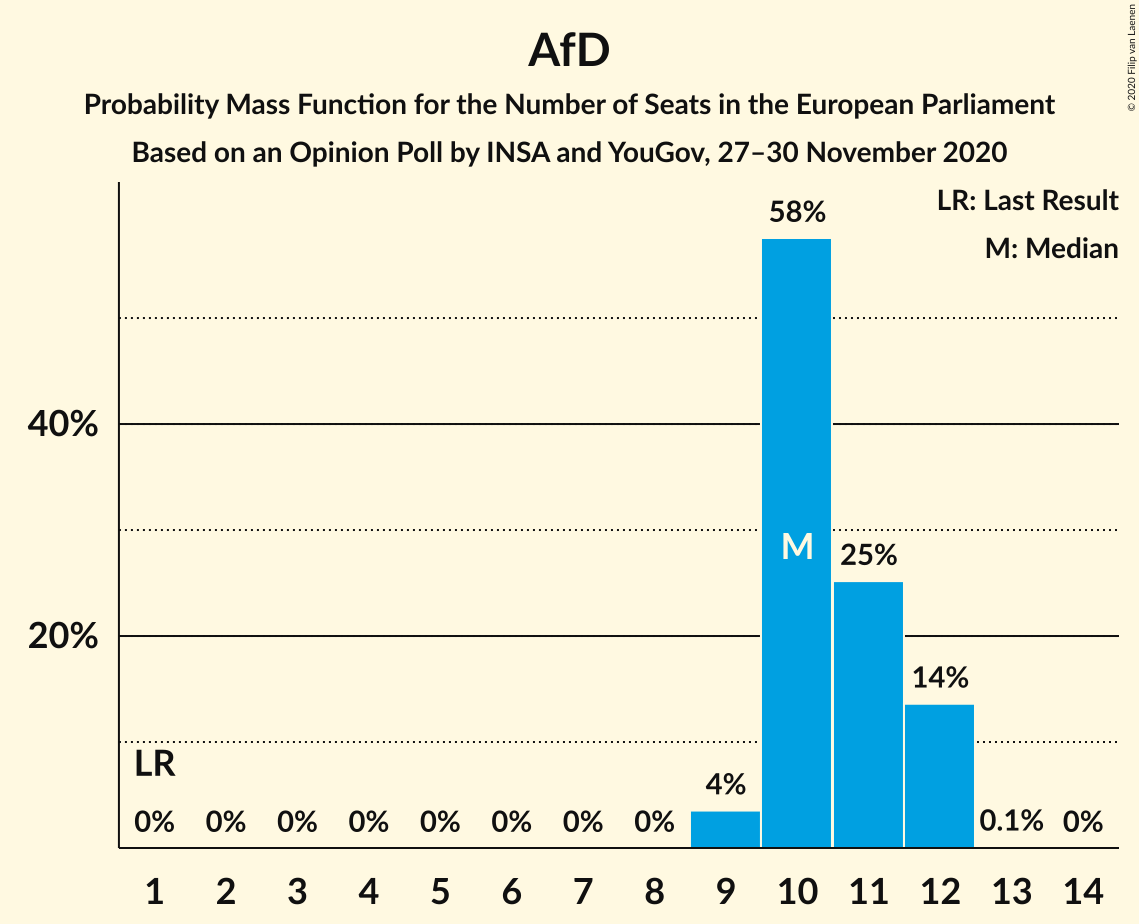 AfD
Probability Mass Function for the Number of Seats in the European Parliament
Based on an Opinion Poll by INSA and YouGov, 27–30 November 2020
© 2020 Filip van Laenen
LR: Last Result
M: Median
58%
40%
M
25%
20%
14%
LR
4%
0% 0% 0% 0% 0% 0% 0% 0% 0.1% 0%
1 2 3 4 5 6 7 8 9 10 11 12 13 14